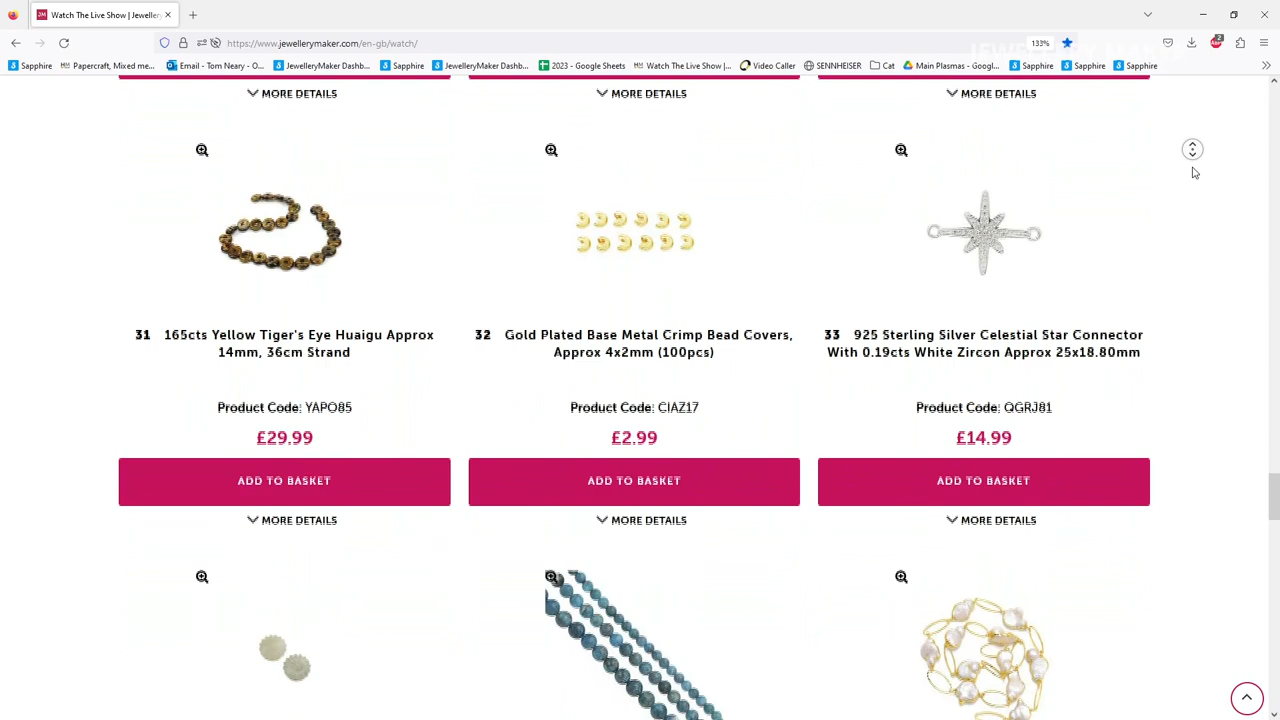 JM Watch The Live Show | Jeweller
https://www.jewellerymaker.com/en-gb/watch/
133%
2
Sapphire
Papercraft, Mixed me...
Email - Tom Neary - O...
JewelleryMaker Dashb...
Sapphire
JewelleryMaker Dashb...
2023 - Google Sheets
Watch The Live Show |...
Video Caller
SENNHEISER
Cat
Main Plasmas - Googl...
Sapphire
Sapphire
Sapphire
MORE DETAILS
MORE DETAILS
MORE DETAILS
31 165cts Yellow Tiger's Eye Huaigu Approx
14mm, 36cm Strand
Product Code: YAPO85
£29.99
ADD TO BASKET
MORE DETAILS
32 Gold Plated Base Metal Crimp Bead Covers,
Approx 4x2mm (100pcs)
Product Code: CIAZ17
£2.99
ADD TO BASKET
MORE DETAILS
33 925 Sterling Silver Celestial Star Connector
With 0.19cts White Zircon Approx 25x18.80mm
Product Code: QGRJ81
£14.99
ADD TO BASKET
MORE DETAILS